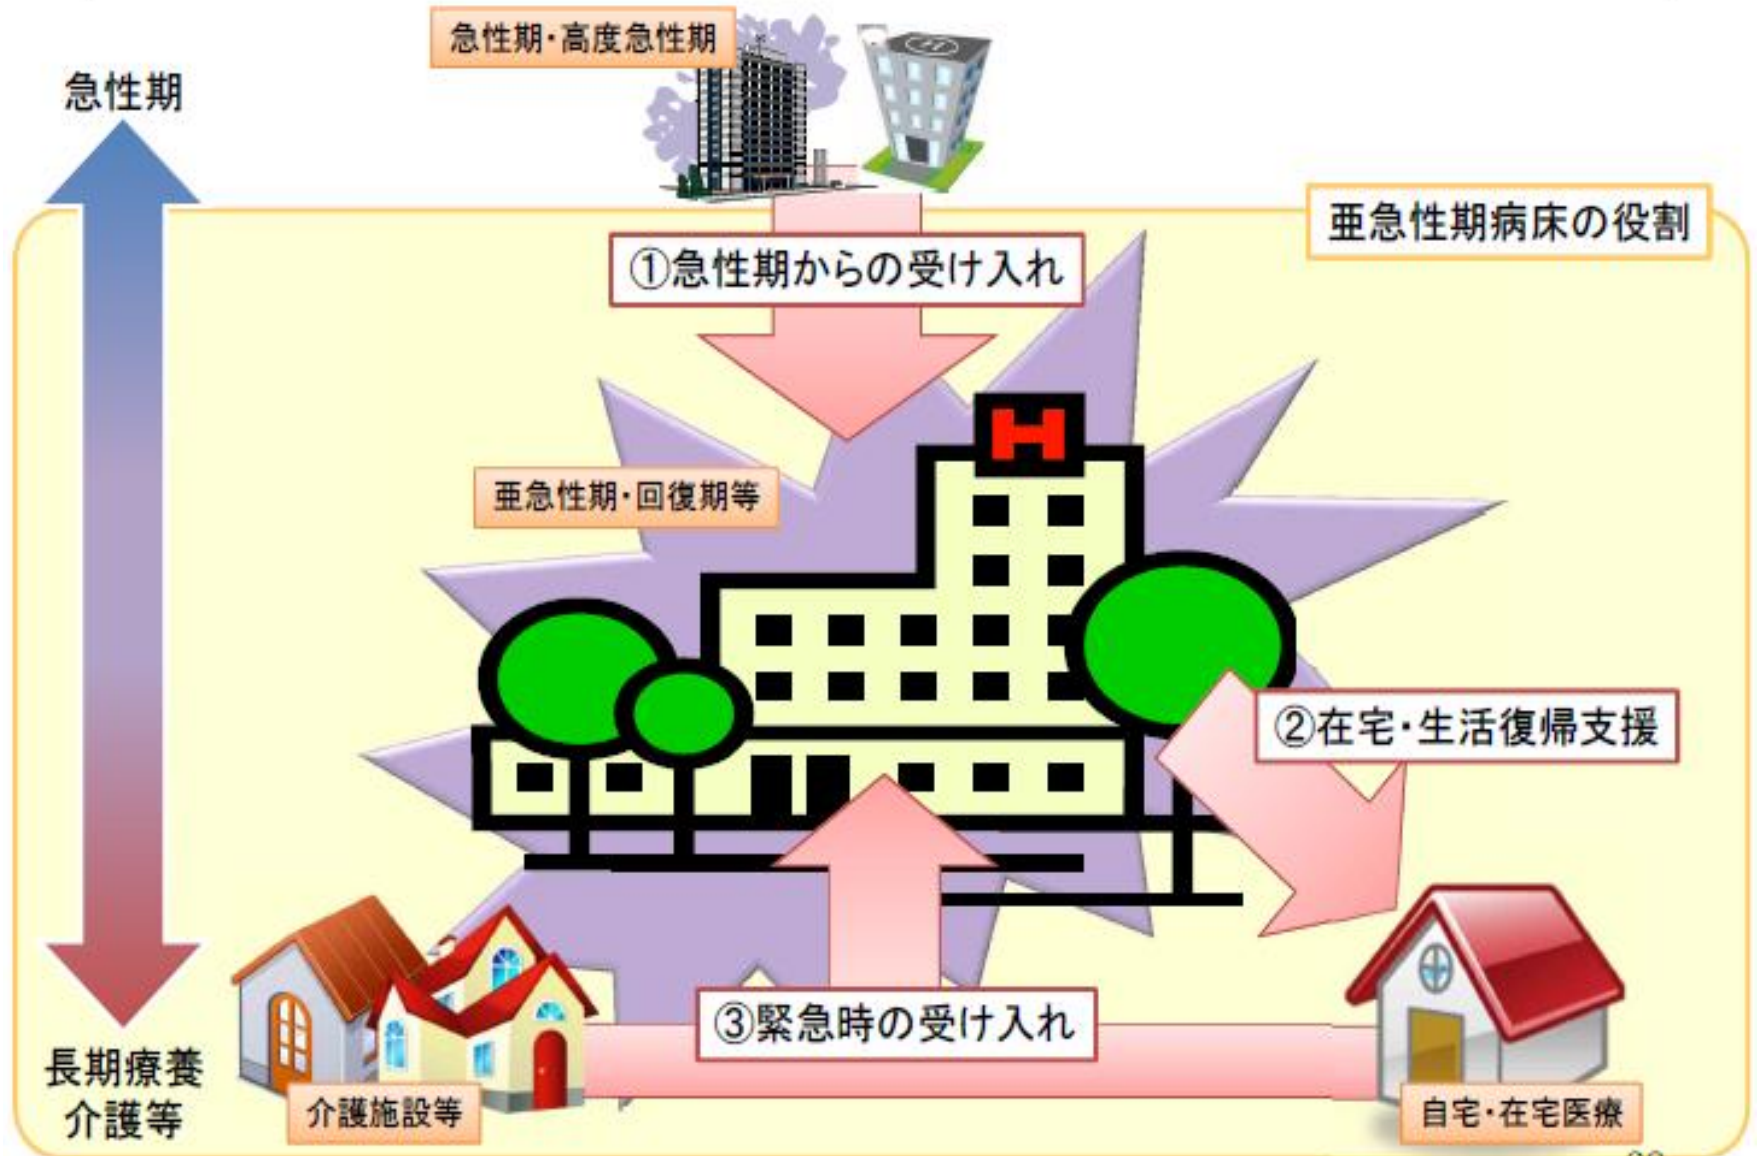 急性期・高度急性期
急性期
亜急性期病床の役割
①急性期からの受け入れ
H
亜急性期・回復期等
②在宅・生活復帰支援
③緊急時の受け入れ
長期療養
介護等
介護施設等
自宅・在宅医療